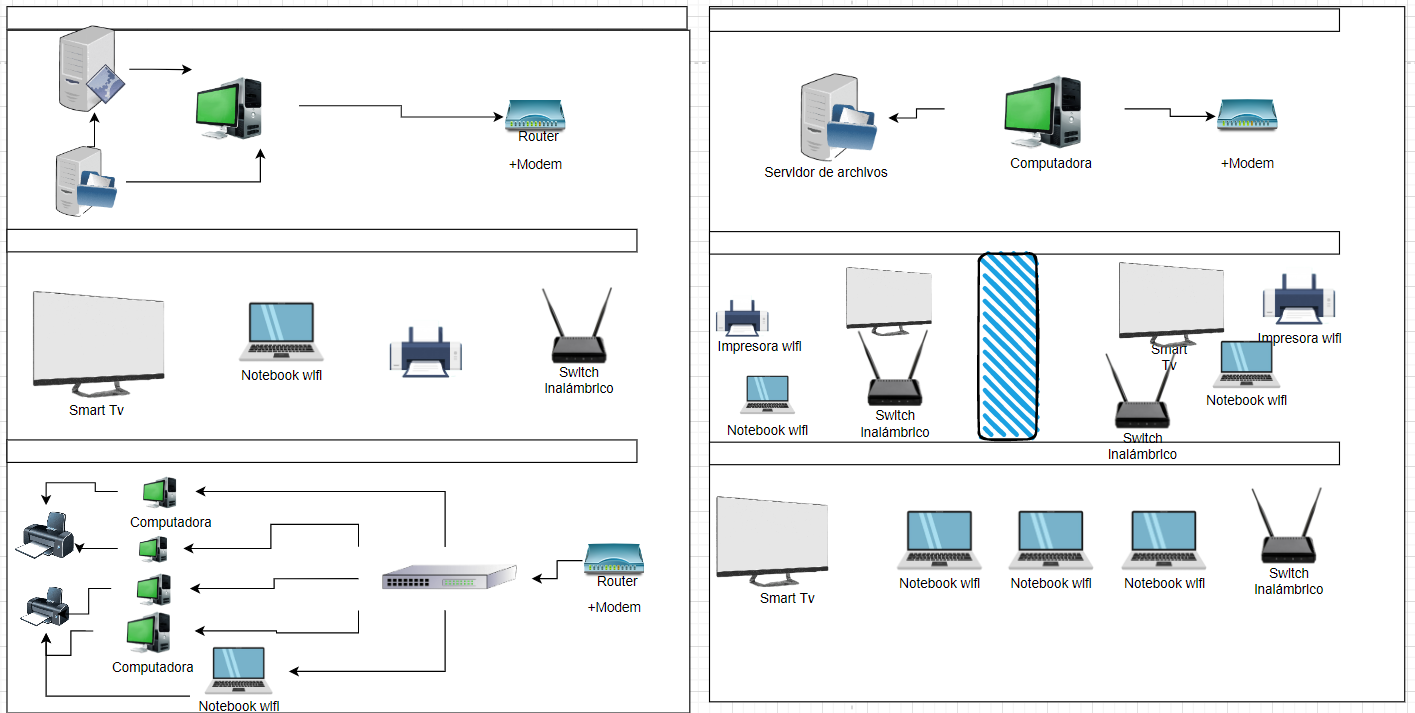 Router
+Modem
Smart Tv
Notebook wifi
Switch
Inalámbrico
Computadora
Computadora
Notebook wifi
Router
+Modem
Servidor de archivos
Computadora
+Modem
Impresora wifi
Notebook wifi
Switch
Inalámbrico
Smart
Tv
Impresora wifi
Notebook wifi
Switch
Inalámbrico
Smart Tv
Notebook wifi
Notebook wifi
Notebook wifi
Switch
Inalámbrico